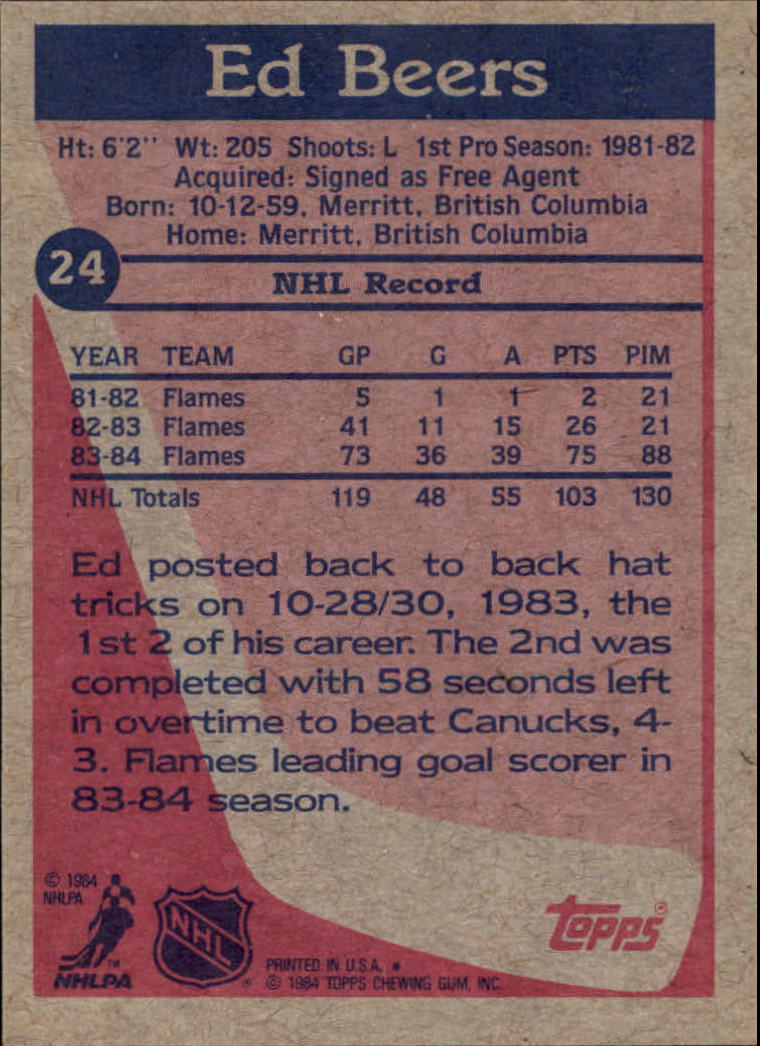 Ed Beers
Ht: 6'2'' Wt: 205 Shoots: L 1st Pro Season: 1981-82
Acquired: Signed as Free Agent
Born: 10-12-59, Merritt, British Columbia
Home: Merritt, British Columbia
24
NHL Record
YEAR TEAM GP G A PTS PIM
81-82 Flames 5 1 1 2 21
82-83 Flames 41 11 15 26 21
83-84 Flames 73 36 39 75 88
NHL Totals 119 48 55 103 130
Ed posted back to back hat
tricks on 10-28/30, 1983, the
1st 2 of his career. The 2nd was
completed with 58 seconds left
in overtime to beat Canucks, 4-
3. Flames leading goal scorer in
83-84 season.
© 1984
NHLPA
TM
NHLPA
NHL
®
PRINTED IN U.S.A. *
© 1984 TOPPS CHEWING GUM, INC.
Topps®